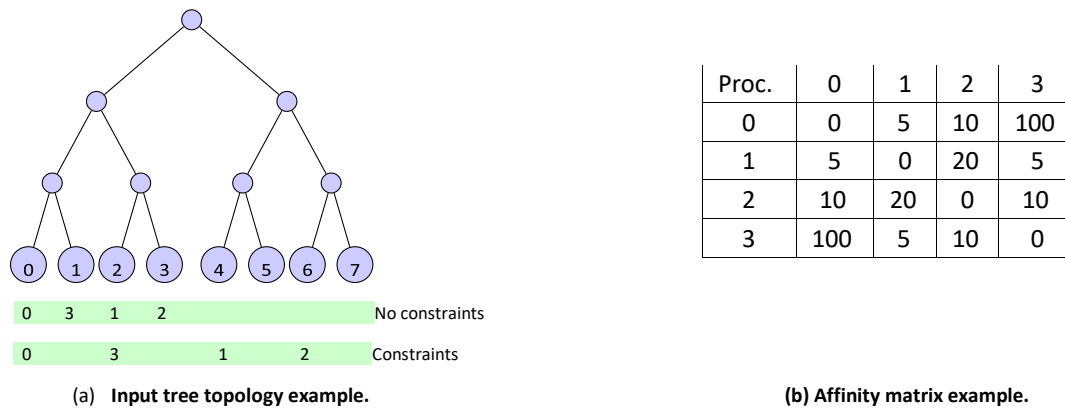 0 1 2 3 4 5 6 7
0 3 1 2 No constraints
0 3 1 2 Constraints
(a) Input tree topology example.
Proc. 0 1 2 3
0 0 5 10 100
1 5 0 20 5
2 10 20 0 10
3 100 5 10 0
(b) Affinity matrix example.